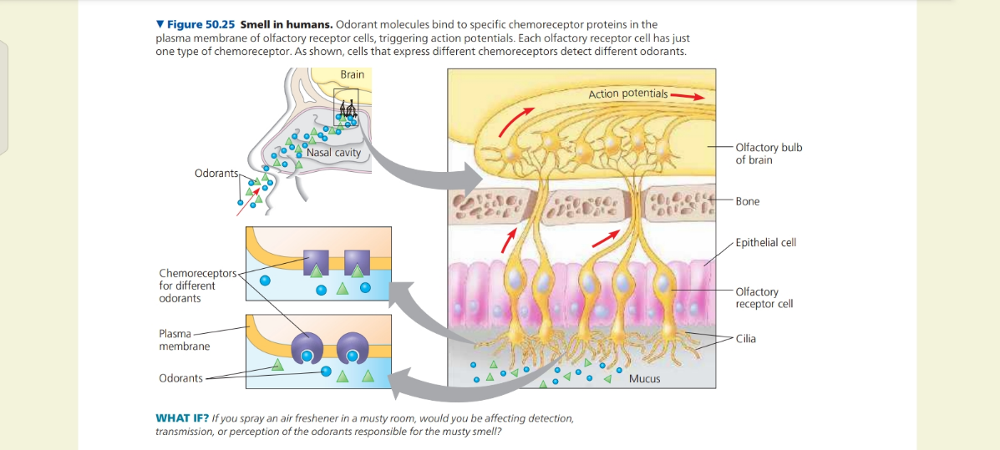 ▼ Figure 50.25 Smell in humans. Odorant molecules bind to specific chemoreceptor proteins in the
plasma membrane of olfactory receptor cells, triggering action potentials. Each olfactory receptor cell has just
one type of chemoreceptor. As shown, cells that express different chemoreceptors detect different odorants.
Brain
Nasal cavity
Odorants
Chemoreceptors
for different
odorants
Plasma
membrane
Odorants
Action potentials
Olfactory bulb
of brain
Bone
Epithelial cell
Olfactory
receptor cell
Cilia
Mucus
WHAT IF? If you spray an air freshener in a musty room, would you be affecting detection,
transmission, or perception of the odorants responsible for the musty smell?